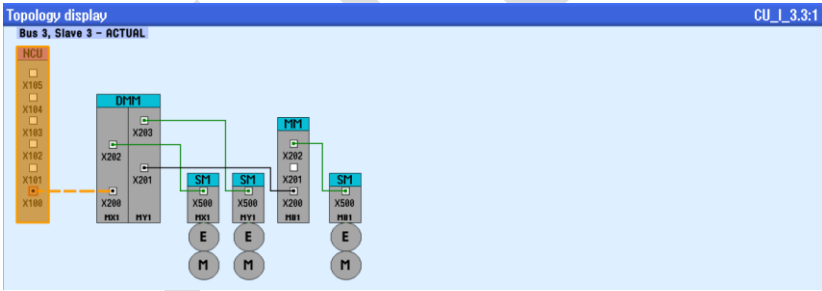 Topology display CU_I_3.3:1
Bus 3, Slave 3 - ACTUAL
NCU
X105
X104
X103
X102
X101
X100
DMM
X203
X202
X201
X200
MX1 MY1
SM
X500
MX1
E
M
SM
X500
MY1
E
M
MM
X202
X201
X200
MB1
SM
X500
MB1
E
M